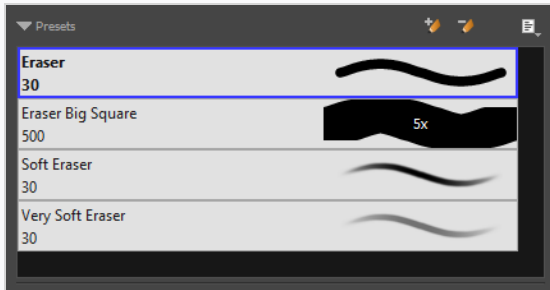 Presets
Eraser
30
Eraser Big Square
500
5x
Soft Eraser
30
Very Soft Eraser
30